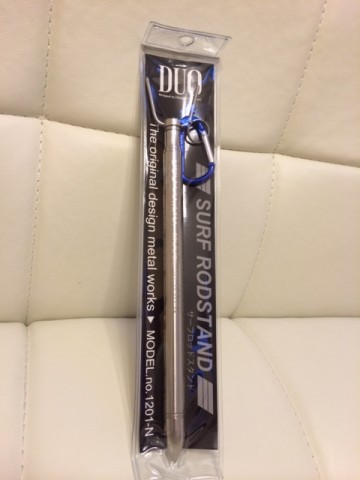 DUO
The original design metal works ▶ MODEL.no.1201-N
SURF RODSTAND
サーフロッドスタンド